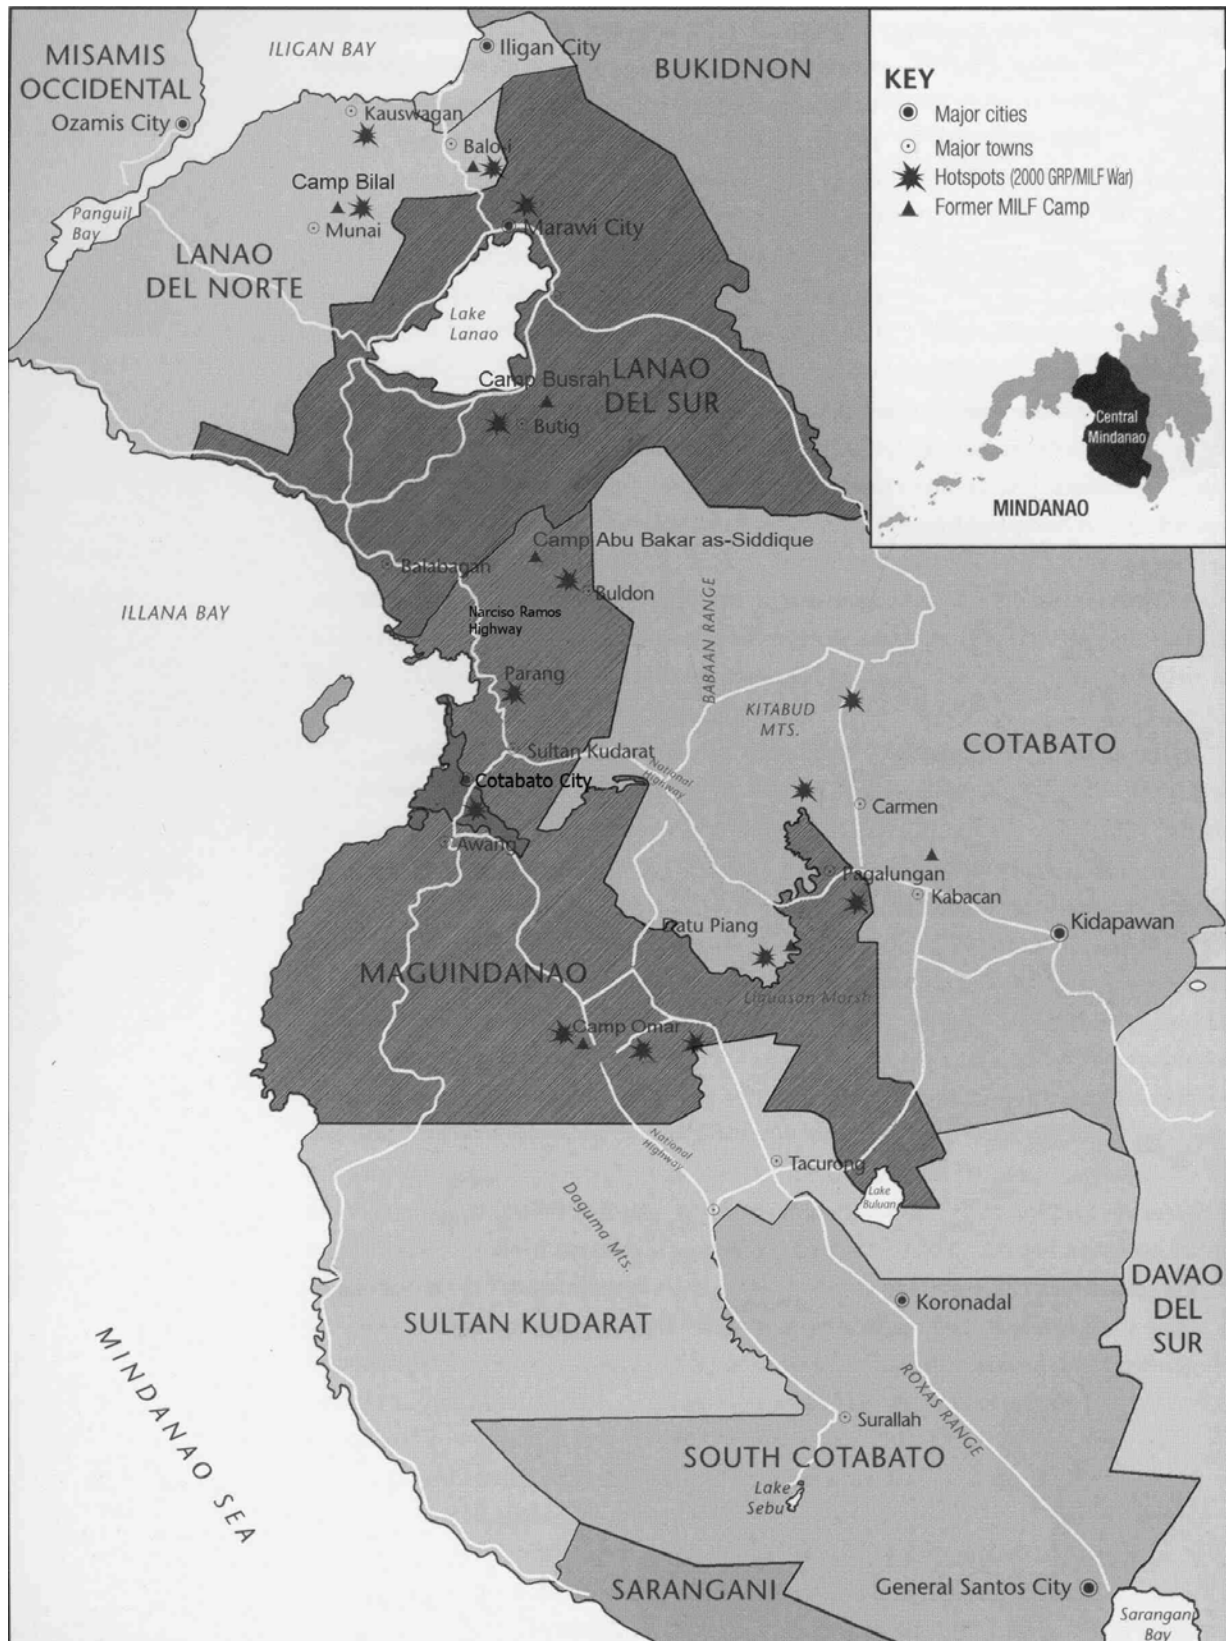 MISAMIS
OCCIDENTAL
Ozamis City
ILIGAN BAY
Iligan City
BUKIDNON
KEY
Major cities
Major towns
Hotspots (2000 GRP/MILF War)
Former MILF Camp
Central
Mindanao
MINDANAO
Kauswagan
Balo-i
Camp Bilal
Munai
Panguil
Bay
Marawi City
LANAO
DEL NORTE
Lake
Lanao
Camp Busrah
LANAO
DEL SUR
Butig
Camp Abu Bakar as-Siddique
Balabagan
Buldon
ILLANA BAY
Narciso Ramos
Highway
BABAAN RANGE
Parang
KITABUD
MTS.
COTABATO
Sultan Kudarat
National
Highway
Cotabato City
Carmen
Awang
Pagalungan
Kabacan
Kidapawan
Datu Piang
MAGUINDANAO
Liguasan Marsh
Camp Omar
National
Highway
Tacurong
Lake
Buluan
Daguma Mts.
DAVAO
DEL
SUR
Koronadal
SULTAN KUDARAT
MINDANAO SEA
ROXAS RANGE
Surallah
SOUTH COTABATO
Lake
Sebu
SARANGANI
General Santos City
Sarangani
Bay